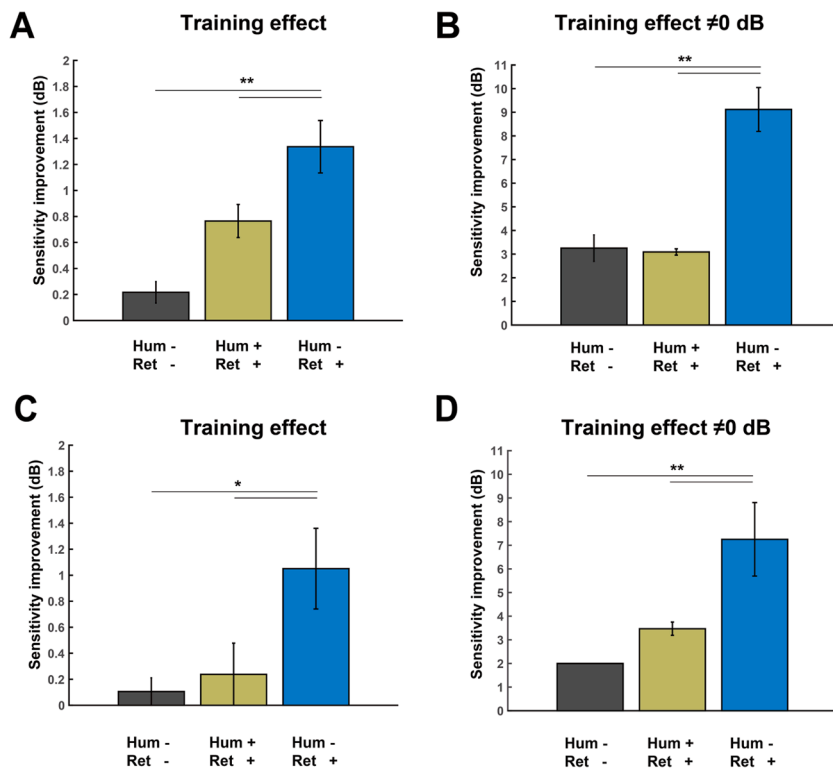 A
Training effect
Sensitivity improvement (dB)
2
1.8
1.6
1.4
1.2
1
0.8
0.6
0.4
0.2
0
**
Hum - Hum + Hum -
Ret - Ret + Ret +
B
Training effect ≠0 dB
Sensitivity improvement (dB)
11
10
9
8
7
6
5
4
3
2
1
0
**
Hum - Hum + Hum -
Ret - Ret + Ret +
C
Training effect
Sensitivity improvement (dB)
2
1.8
1.6
1.4
1.2
1
0.8
0.6
0.4
0.2
0
*
Hum - Hum + Hum -
Ret - Ret + Ret +
D
Training effect ≠0 dB
Sensitivity improvement (dB)
11
10
9
8
7
6
5
4
3
2
1
0
**
Hum - Hum + Hum -
Ret - Ret + Ret +